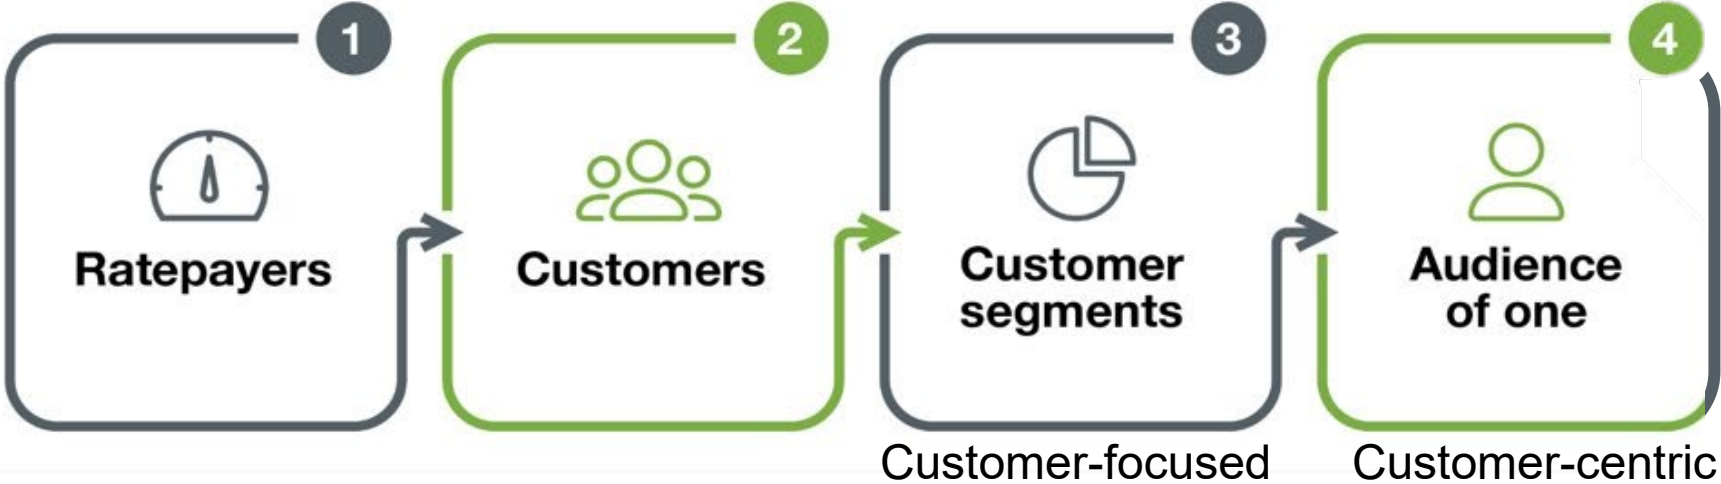 1
Ratepayers
2
Customers
3
Customer
segments
Customer-focused
4
Audience
of one
Customer-centric